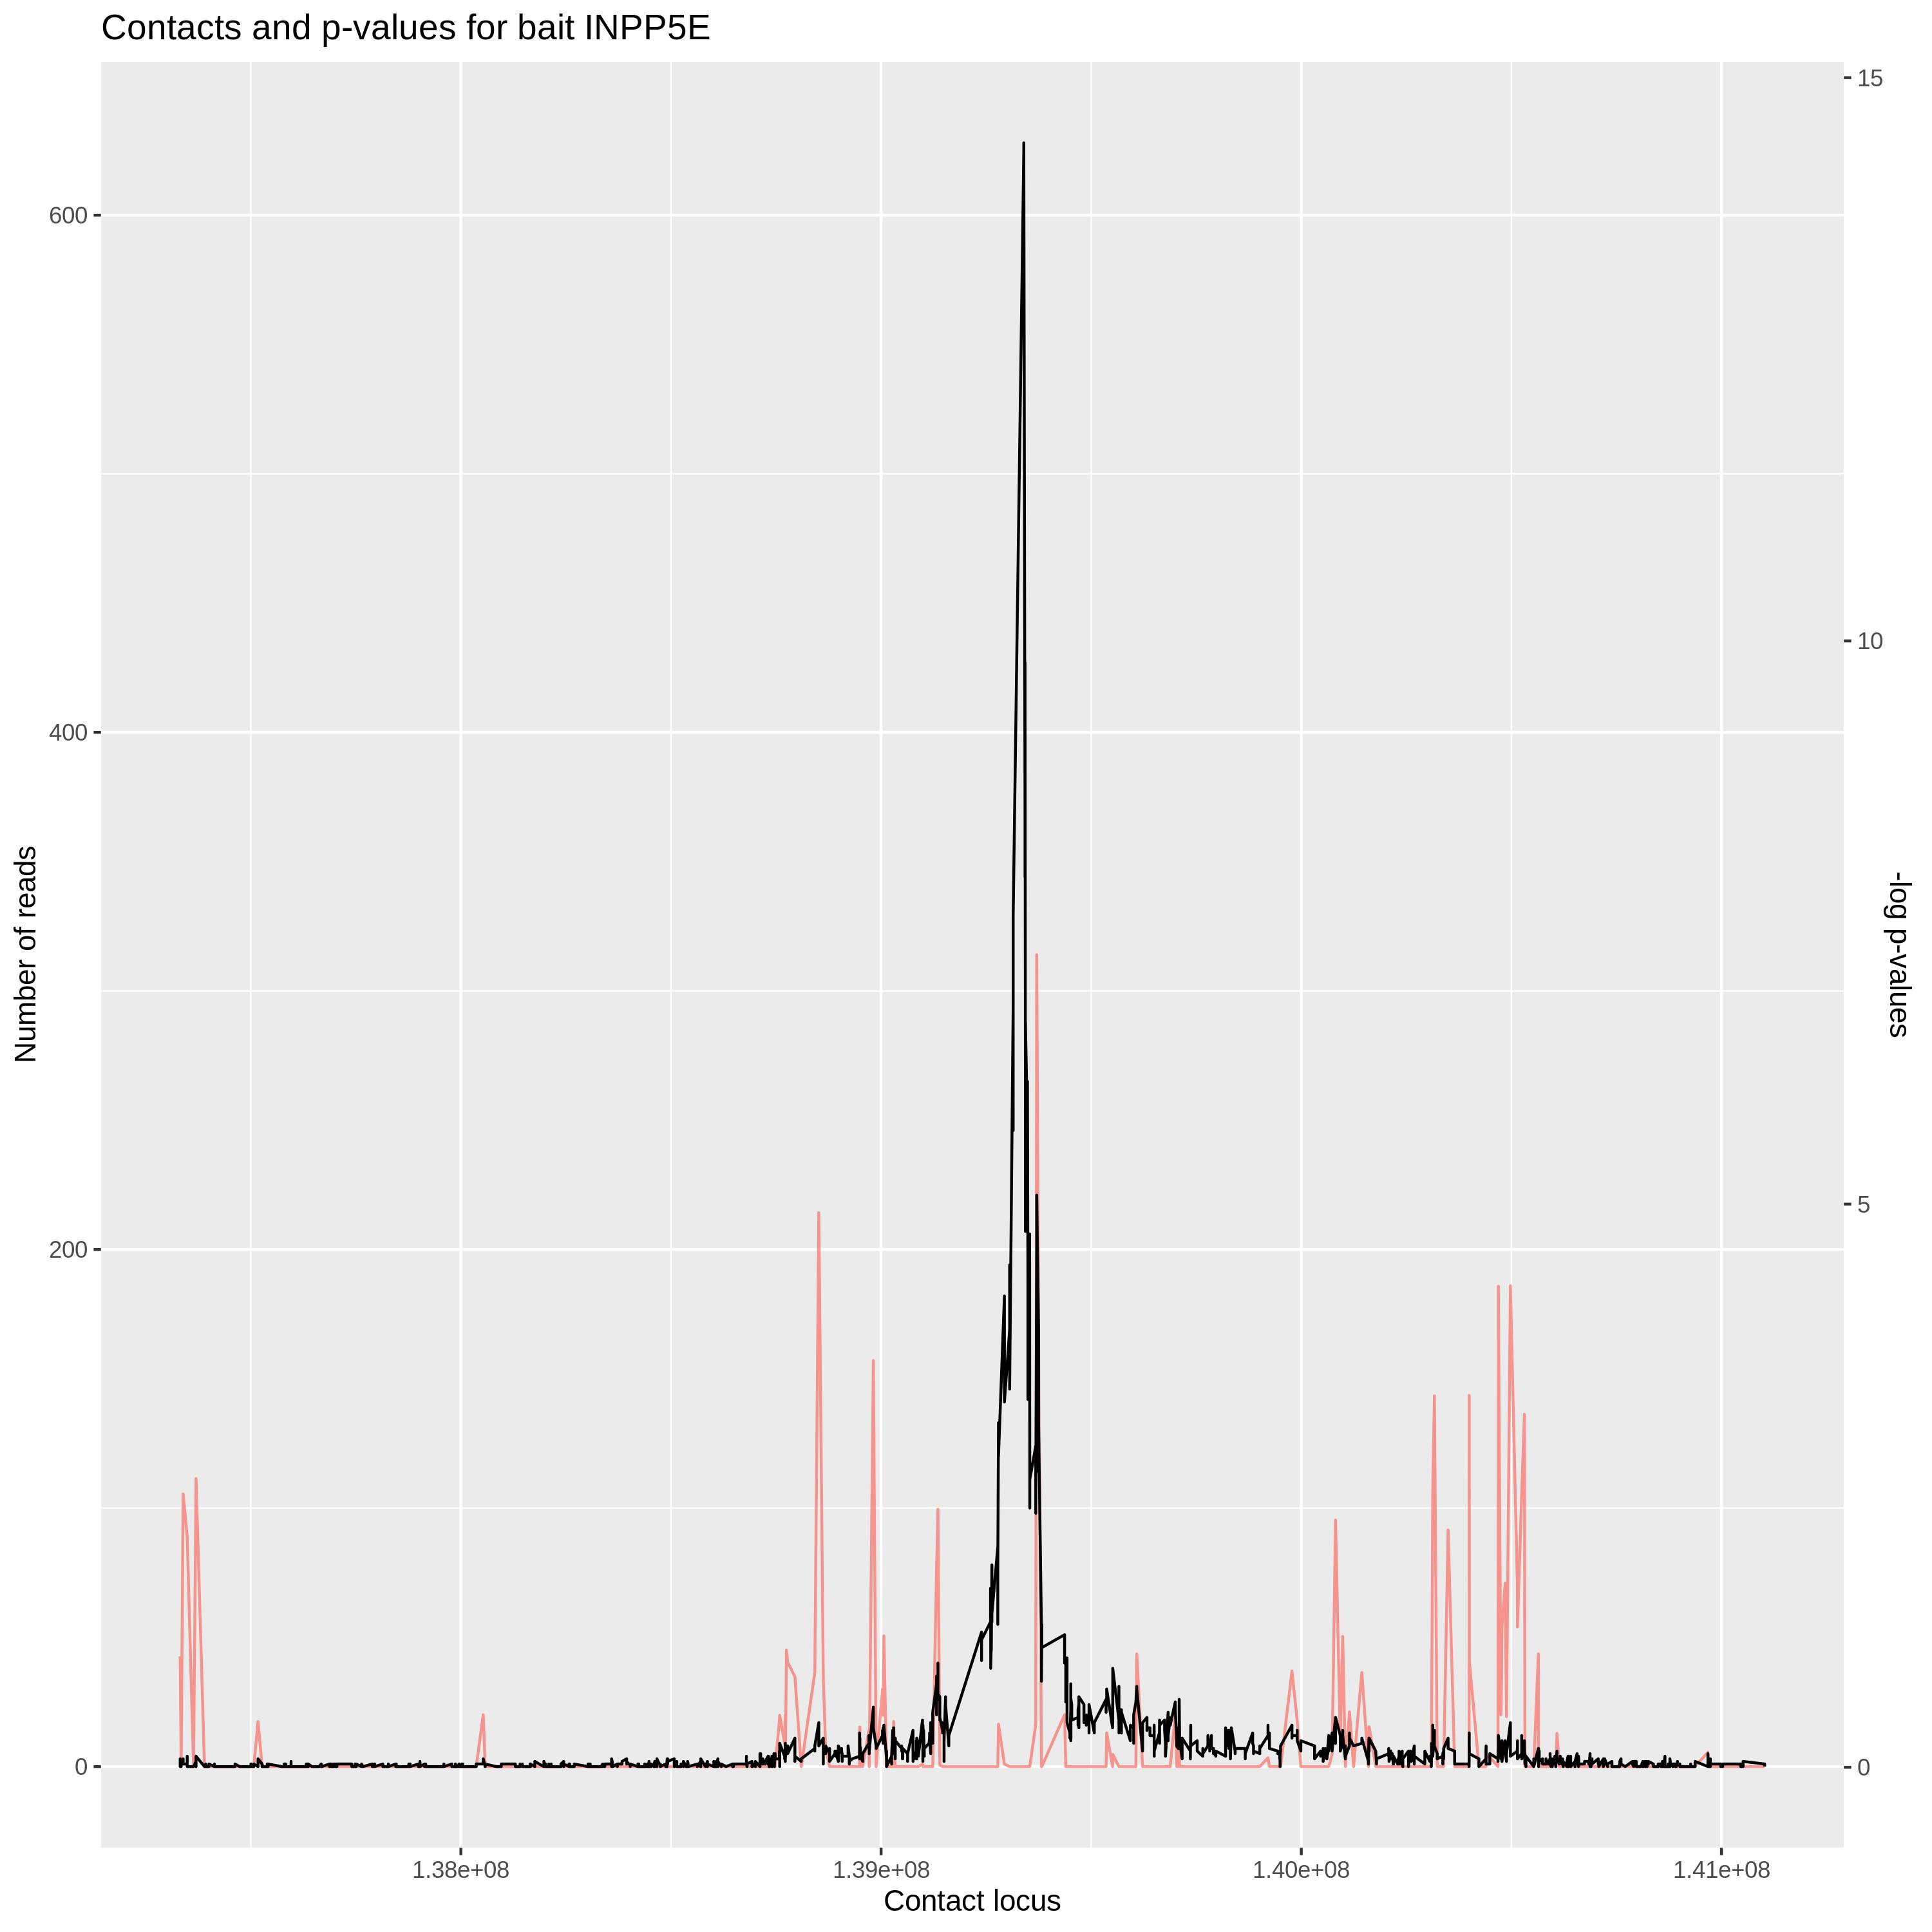 Contacts and p-values for bait INPP5E
15
600
10
400
Number of reads
-log p-values
5
200
0
0
1.38e+08
1.39e+08
1.40e+08
1.41e+08
Contact locus